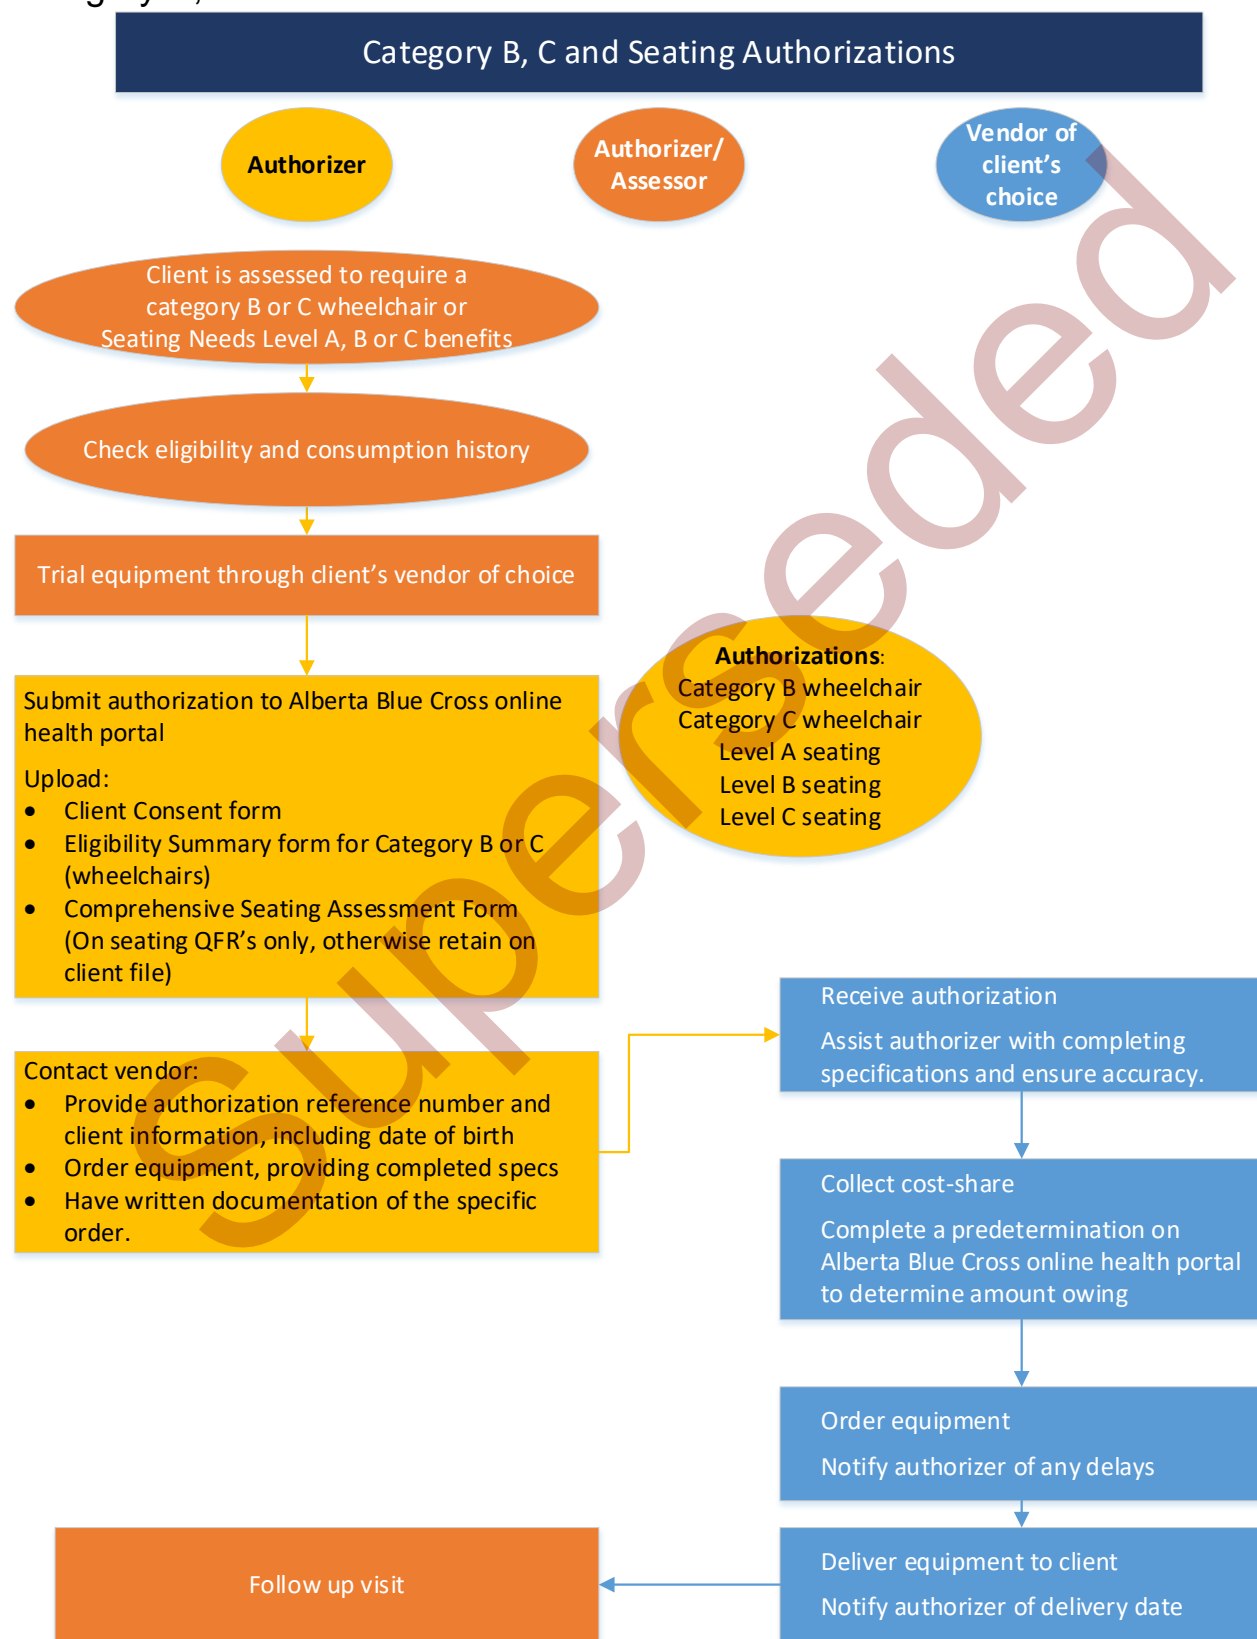 Category B, C and Seating Authorizations
Authorizer
Authorizer/
Assessor
Vendor of
client's
choice
Client is assessed to require a
category B or C wheelchair or
Seating Needs Level A, B or C benefits
Check eligibility and consumption history
Trial equipment through client's vendor of choice
Submit authorization to Alberta Blue Cross online
health portal
Upload:
• Client Consent form
• Eligibility Summary form for Category B or C
(wheelchairs)
• Comprehensive Seating Assessment Form
(On seating QFR's only, otherwise retain on
client file)
Authorizations:
Category B wheelchair
Category C wheelchair
Level A seating
Level B seating
Level C seating
Contact vendor:
• Provide authorization reference number and
client information, including date of birth
• Order equipment, providing completed specs
• Have written documentation of the specific
order.
Receive authorization
Assist authorizer with completing
specifications and ensure accuracy.
Collect cost-share
Complete a predetermination on
Alberta Blue Cross online health portal
to determine amount owing
Order equipment
Notify authorizer of any delays
Deliver equipment to client
Notify authorizer of delivery date
Follow up visit
Superseded